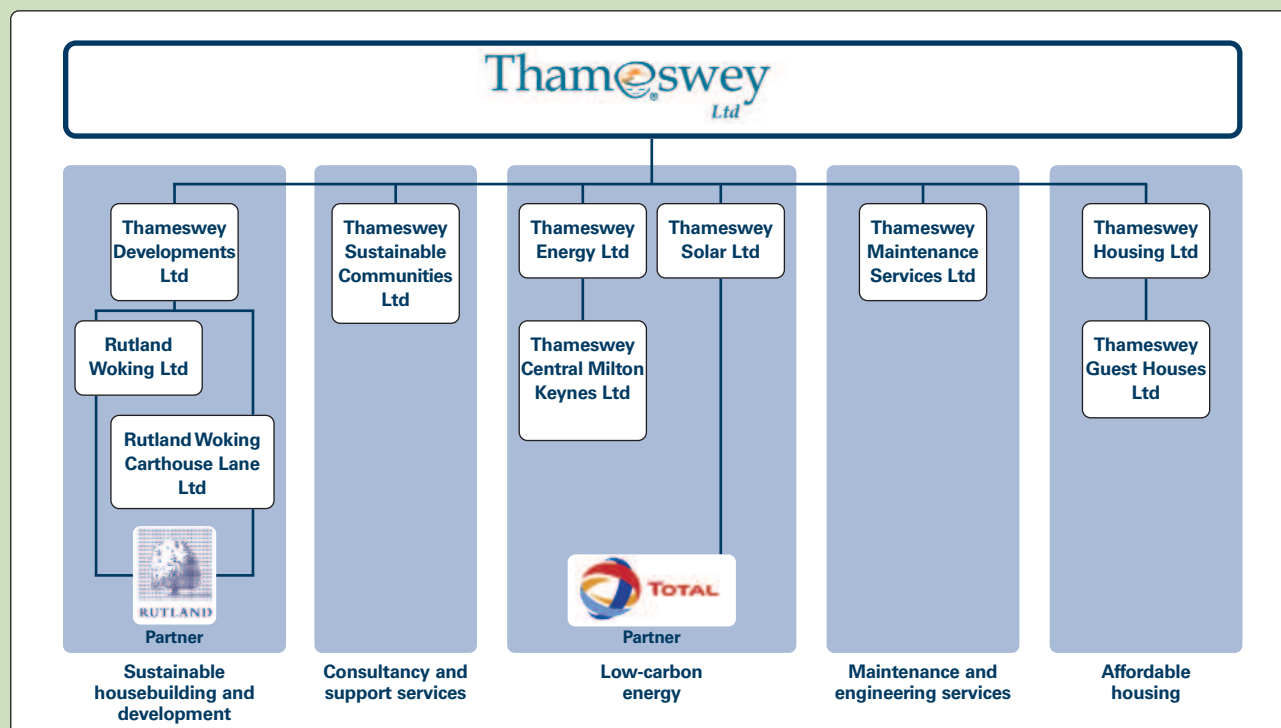 Thameswey
Ltd
Thameswey
Developments
Ltd
Rutland
Woking Ltd
Rutland Woking
Carthouse Lane
Ltd
RUTLAND
Partner
Sustainable
housebuilding and
development
Thameswey
Sustainable
Communities
Ltd
Consultancy and
support services
Thameswey
Energy Ltd
Thameswey
Solar Ltd
Thameswey
Central Milton
Keynes Ltd
TOTAL
Partner
Low-carbon
energy
Thameswey
Maintenance
Services Ltd
Maintenance and
engineering services
Thameswey
Housing Ltd
Thameswey
Guest Houses
Ltd
Affordable
housing